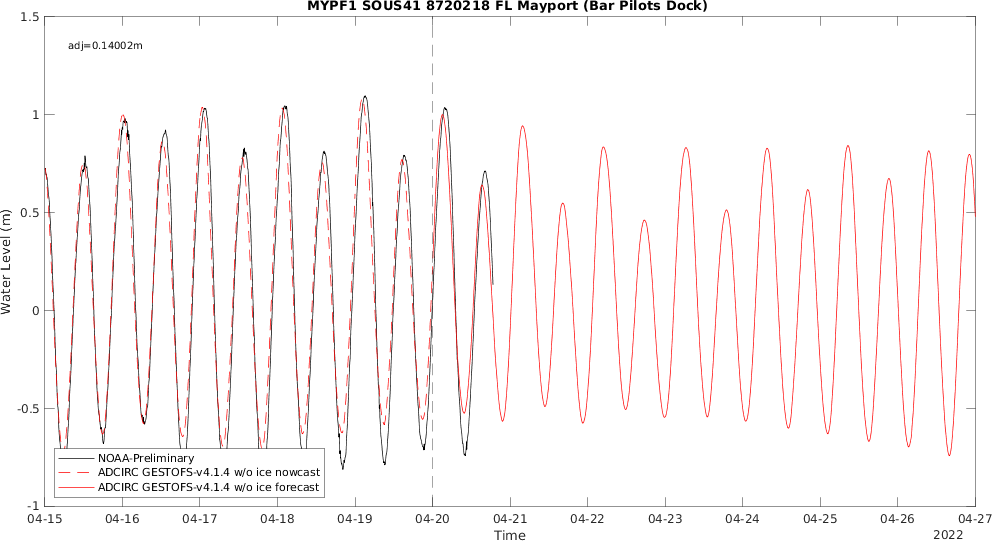 MYPF1 SOUS41 8720218 FL Mayport (Bar Pilots Dock)
adj=0.14002m
1.5
1
0.5
0
-0.5
-1
Water Level (m)
NOAA-Preliminary
ADCIRC GESTOFS-v4.1.4 w/o ice nowcast
ADCIRC GESTOFS-v4.1.4 w/o ice forecast
04-15 04-16 04-17 04-18 04-19 04-20 04-21 04-22 04-23 04-24 04-25 04-26 04-27
Time
2022